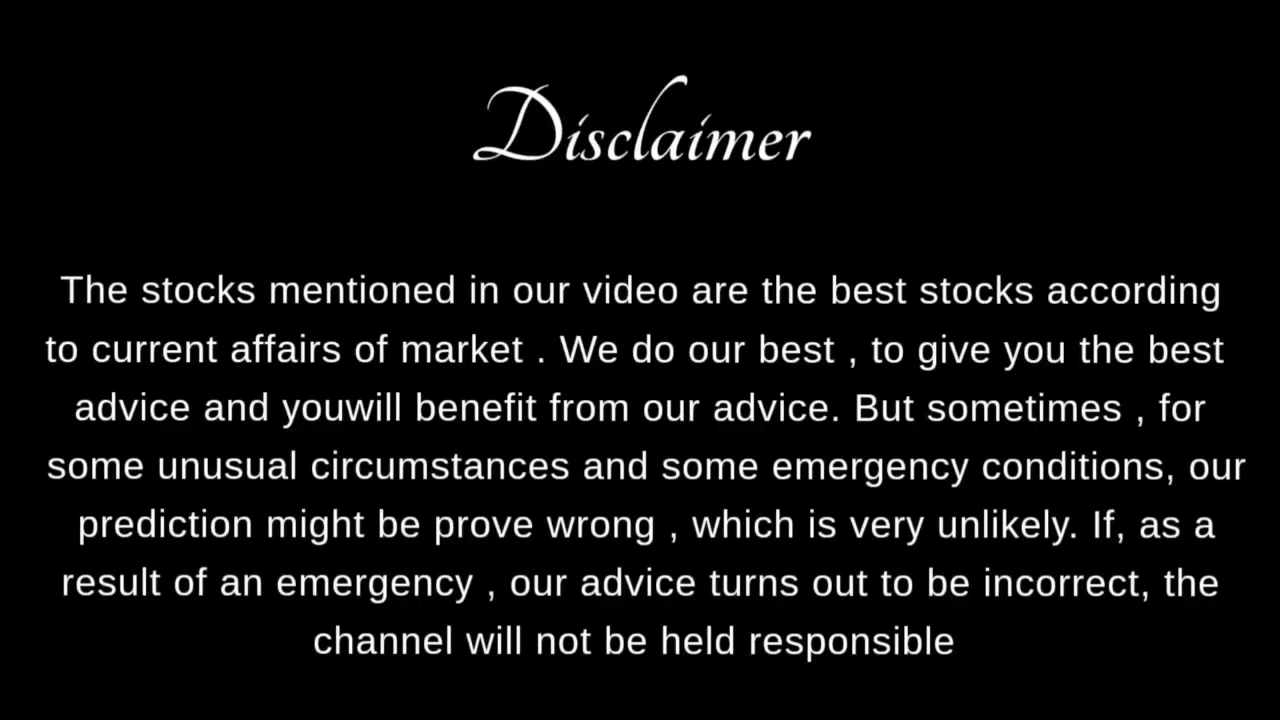 Disclaimer
The stocks mentioned in our video are the best stocks according
to current affairs of market . We do our best , to give you the best
advice and youwill benefit from our advice. But sometimes , for
some unusual circumstances and some emergency conditions, our
prediction might be prove wrong , which is very unlikely. If, as a
result of an emergency , our advice turns out to be incorrect, the
channel will not be held responsible